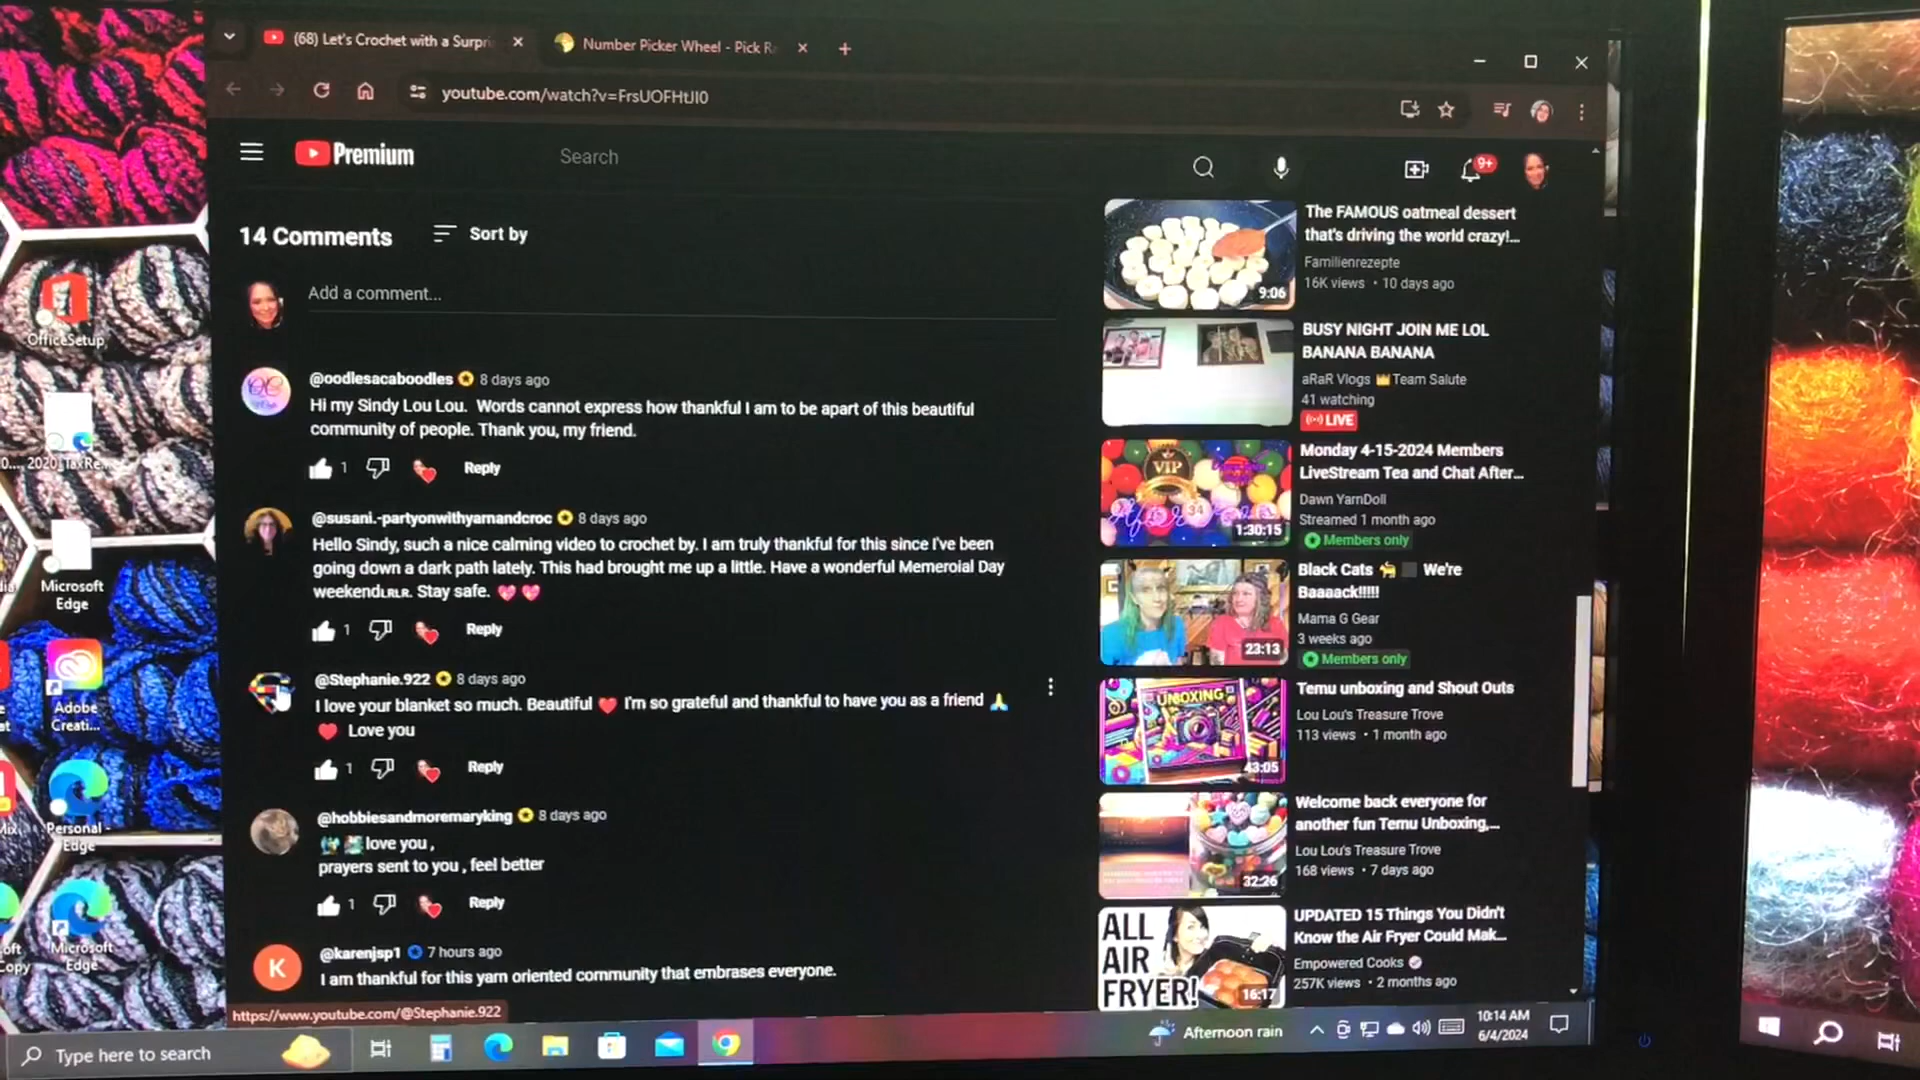 (68) Let's Crochet with a Surpri
Number Picker Wheel - Pick R
youtube.com/watch?v=FrsUOFHtJI0
Premium
Search
9+
14 Comments
Sort by
Add a comment...
@oodlesacaboodles 8 days ago
Hi my Sindy Lou Lou. Words cannot express how thankful I am to be apart of this beautiful
community of people. Thank you, my friend.
1 Reply
@susani.-partyonwithyarnandcroc 8 days ago
Hello Sindy, such a nice calming video to crochet by. I am truly thankful for this since I've been
going down a dark path lately. This had brought me up a little. Have a wonderful Memeroial Day
weekendLRLR. Stay safe. 💖💖
1 Reply
@Stephanie.922 8 days ago
I love your blanket so much. Beautiful ❤️ I'm so grateful and thankful to have you as a friend 🙏
❤️ Love you
1 Reply
@hobbiesandmoremaryking 8 days ago
love you ,
prayers sent to you , feel better
1 Reply
K
@karenjsp1 7 hours ago
I am thankful for this yarn oriented community that embrases everyone.
https://www.youtube.com/@Stephanie.922
The FAMOUS oatmeal dessert
that's driving the world crazy!...
Familienrezepte
16K views • 10 days ago
9:06
BUSY NIGHT JOIN ME LOL
BANANA BANANA
aRaR Vlogs 👑Team Salute
41 watching
LIVE
Monday 4-15-2024 Members
LiveStream Tea and Chat After...
Dawn YarnDoll
Streamed 1 month ago
Members only
VIP
1:30:15
Black Cats 🐈⬛ We're
Baaaack!!!!!
Mama G Gear
3 weeks ago
Members only
23:13
Temu unboxing and Shout Outs
Lou Lou's Treasure Trove
113 views • 1 month ago
UNBOXING
43:05
Welcome back everyone for
another fun Temu Unboxing,...
Lou Lou's Treasure Trove
168 views • 7 days ago
32:26
UPDATED 15 Things You Didn't
Know the Air Fryer Could Mak...
Empowered Cooks
257K views • 2 months ago
ALL
AIR
FRYER!
16:17
OfficeSetup
2020_TaxRe...
Microsoft
Edge
Adobe
Creati...
Personal -
Edge
Microsoft
Edge
Copy
Type here to search
Afternoon rain
10:14 AM
6/4/2024